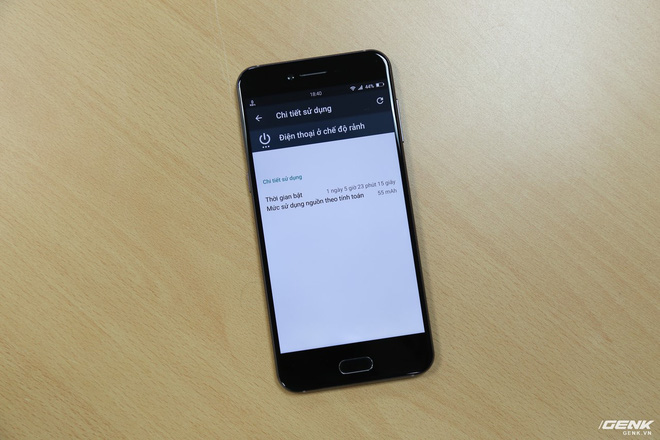 18:40
44%
Chi tiết sử dụng
Điện thoại ở chế độ rảnh
Chi tiết sử dụng
Thời gian bật 1 ngày 5 giờ 23 phút 15 giây
Mức sử dụng nguồn theo tính toán 55 mAh
GENK
GENK.VN